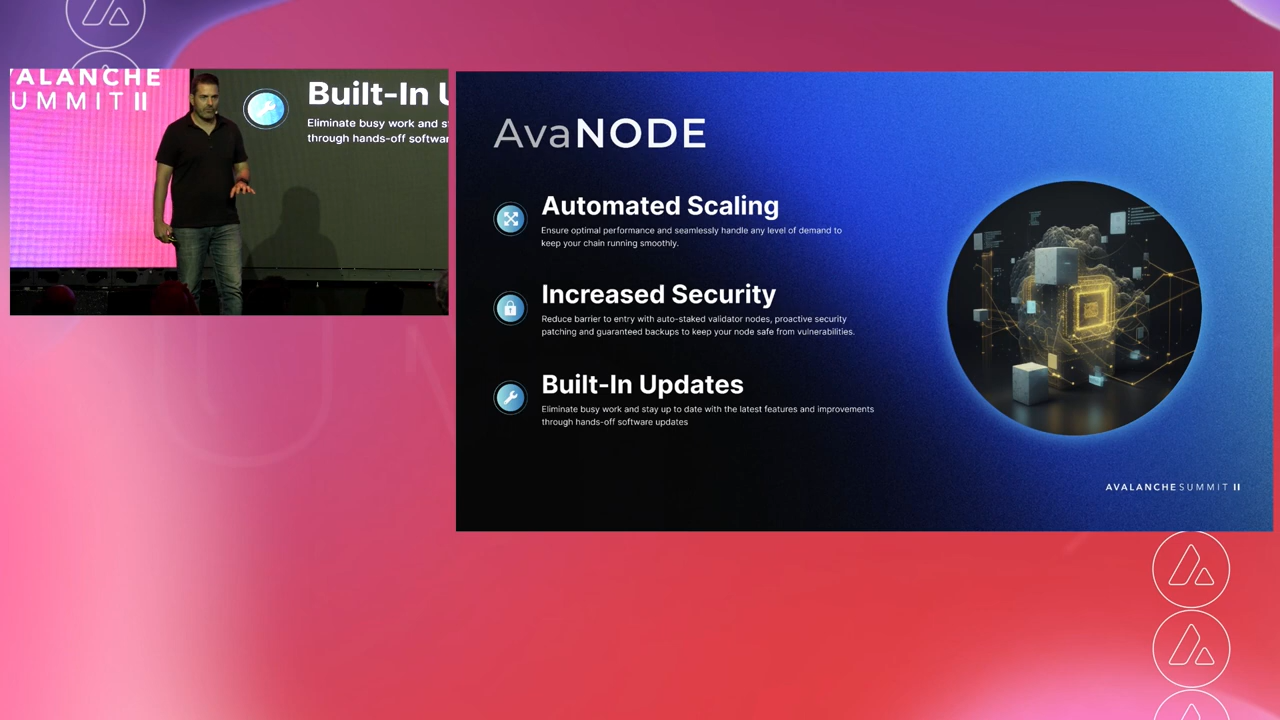 ALANCHE
UMMIT II
Built-In U
Eliminate busy work and s
through hands-off softwar
AvaNODE
Automated Scaling
Ensure optimal performance and seamlessly handle any level of demand to
keep your chain running smoothly.
Increased Security
Reduce barrier to entry with auto-staked validator nodes, proactive security
patching and guaranteed backups to keep your node safe from vulnerabilities.
Built-In Updates
Eliminate busy work and stay up to date with the latest features and improvements
through hands-off software updates
AVALANCHE SUMMIT II